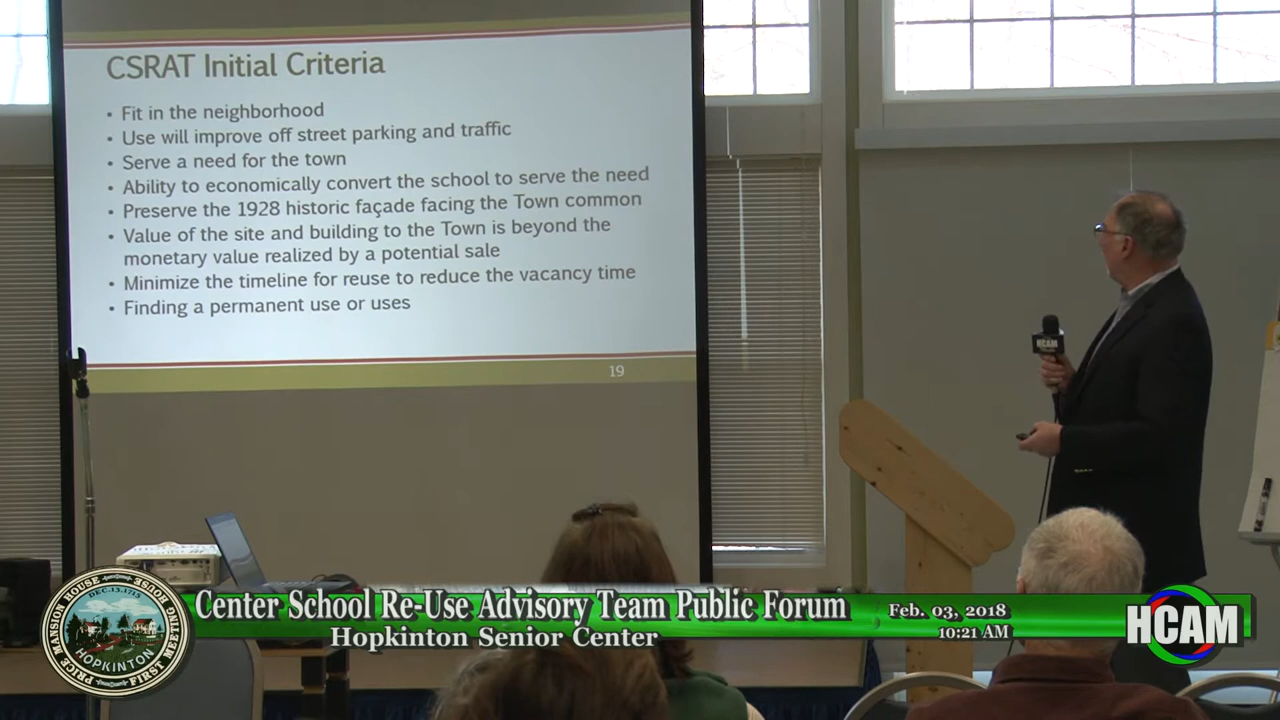 CSRAT Initial Criteria
• Fit in the neighborhood
• Use will improve off street parking and traffic
• Serve a need for the town
• Ability to economically convert the school to serve the need
• Preserve the 1928 historic façade facing the Town common
• Value of the site and building to the Town is beyond the
monetary value realized by a potential sale
• Minimize the timeline for reuse to reduce the vacancy time
• Finding a permanent use or uses
19
HCAM
Center School Re-Use Advisory Team Public Forum
Hopkinton Senior Center
Feb. 03, 2018
10:21 AM
HCAM
PRICE MANSION HOUSE
FIRST MEETING HOUSE
DEC. 13, 1715
HOPKINTON